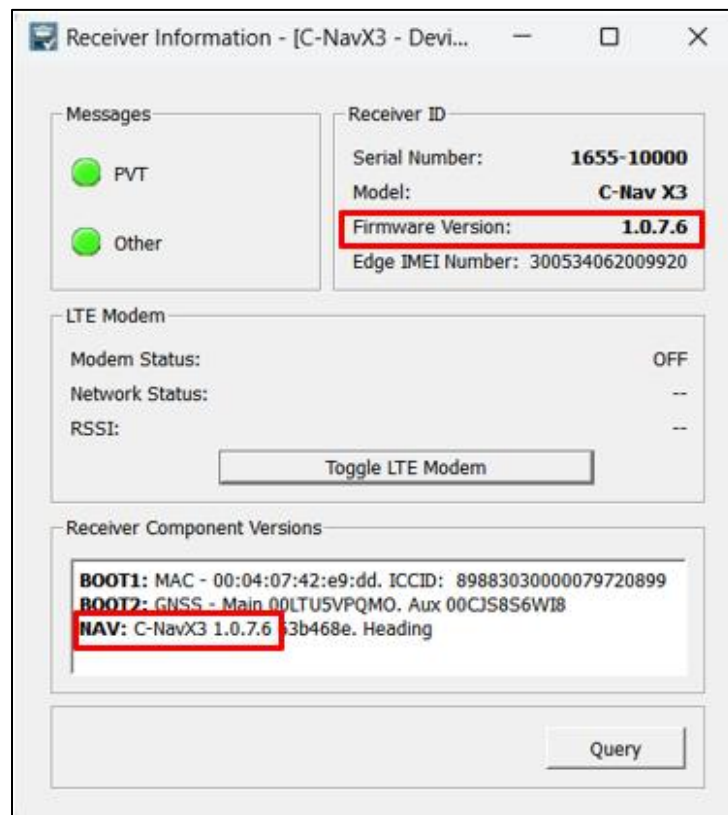 Receiver Information - [C-NavX3 - Devi...
Messages
PVT
Other
Receiver ID
Serial Number: 1655-10000
Model: C-Nav X3
Firmware Version: 1.0.7.6
Edge IMEI Number: 300534062009920
LTE Modem
Modem Status: OFF
Network Status: --
RSSI: --
Toggle LTE Modem
Receiver Component Versions
BOOT1: MAC - 00:04:07:42:e9:dd. ICCID: 89883030000079720899
BOOT2: GNSS - Main 00LTU5VPQMO. Aux 00CJS8S6WI8
NAV: C-NavX3 1.0.7.6 Heading
Query